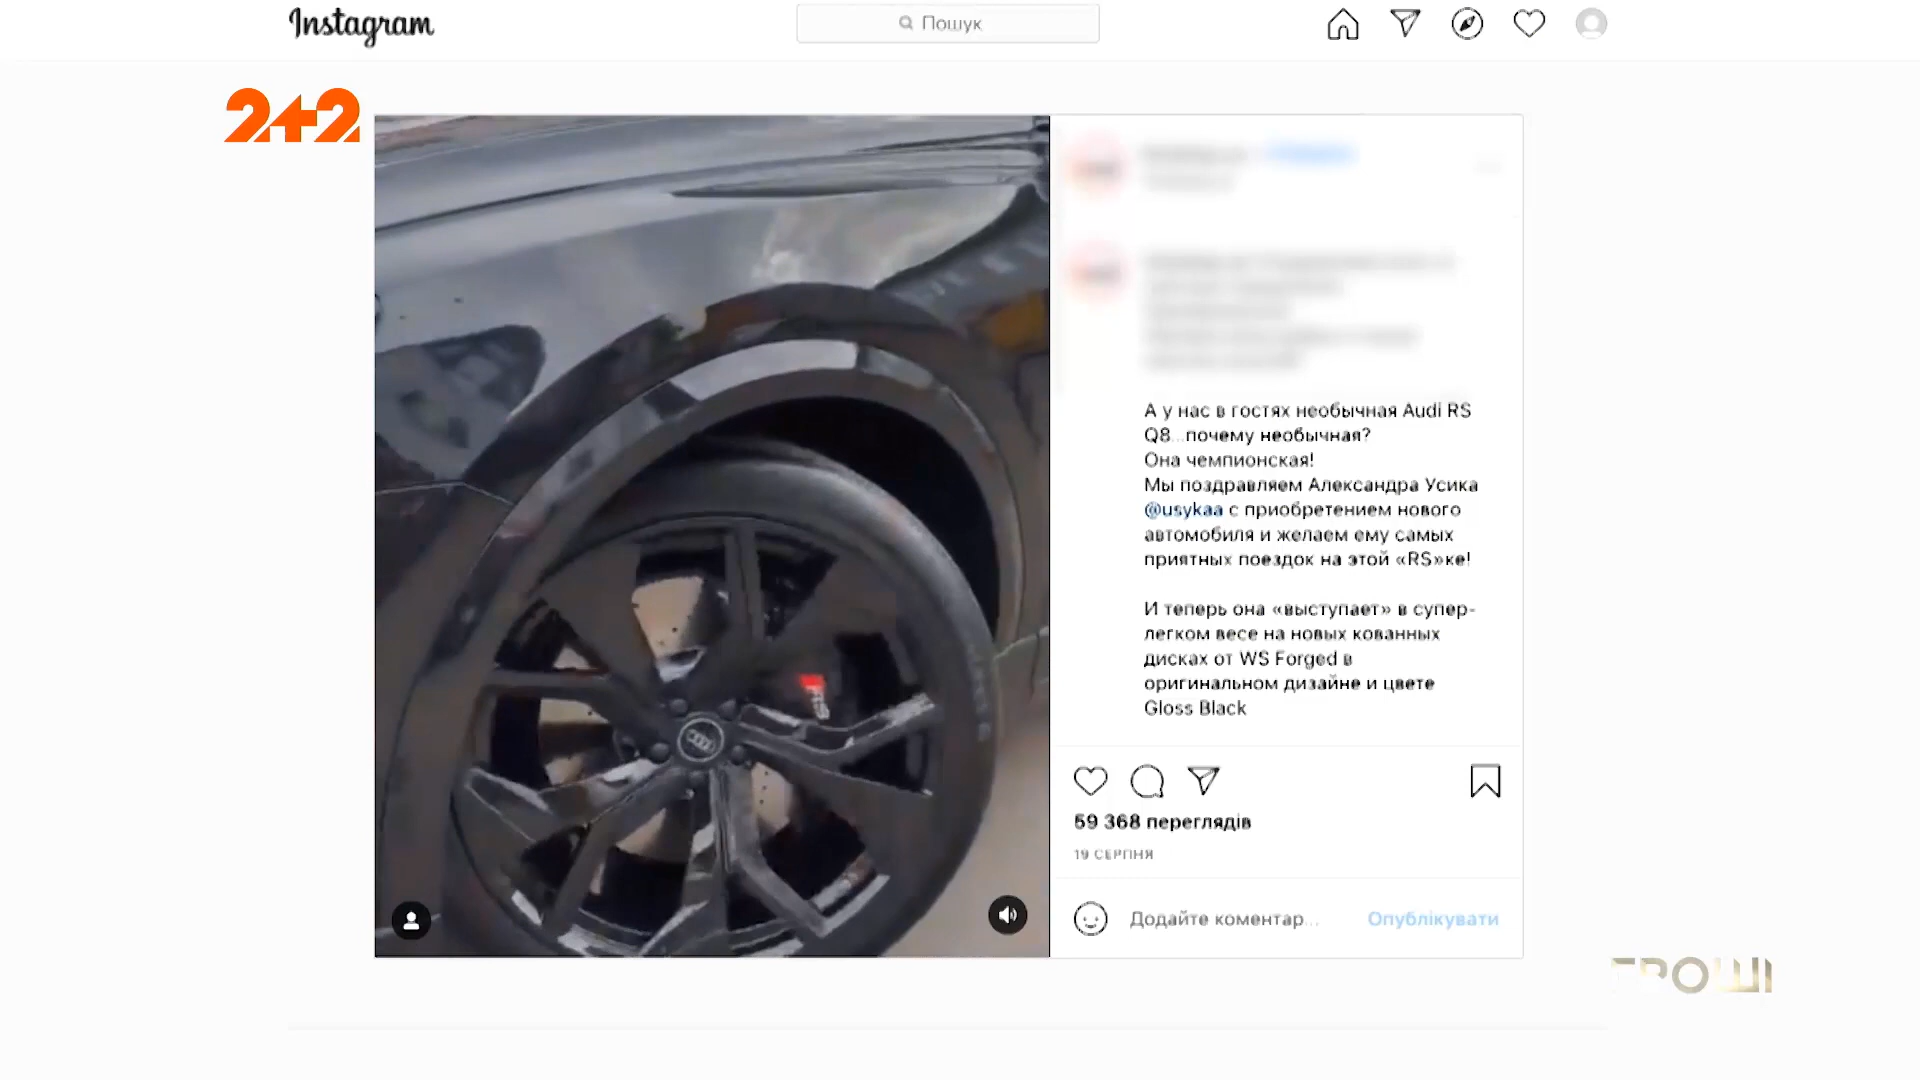 Instagram
Пошук
2+2
А у нас в гостях необычная Audi RS
Q8...почему необычная?
Она чемпионская!
Мы поздравляем Александра Усика
@usykaa с приобретением нового
автомобиля и желаем ему самых
приятных поездок на этой «RS»ке!
И теперь она «выступает» в супер-
легком весе на новых кованных
дисках от WS Forged в
оригинальном дизайне и цвете
Gloss Black
RS
59 368 переглядів
19 СЕРПНЯ
Додайте коментар...
Опублікувати
ГРОШІ